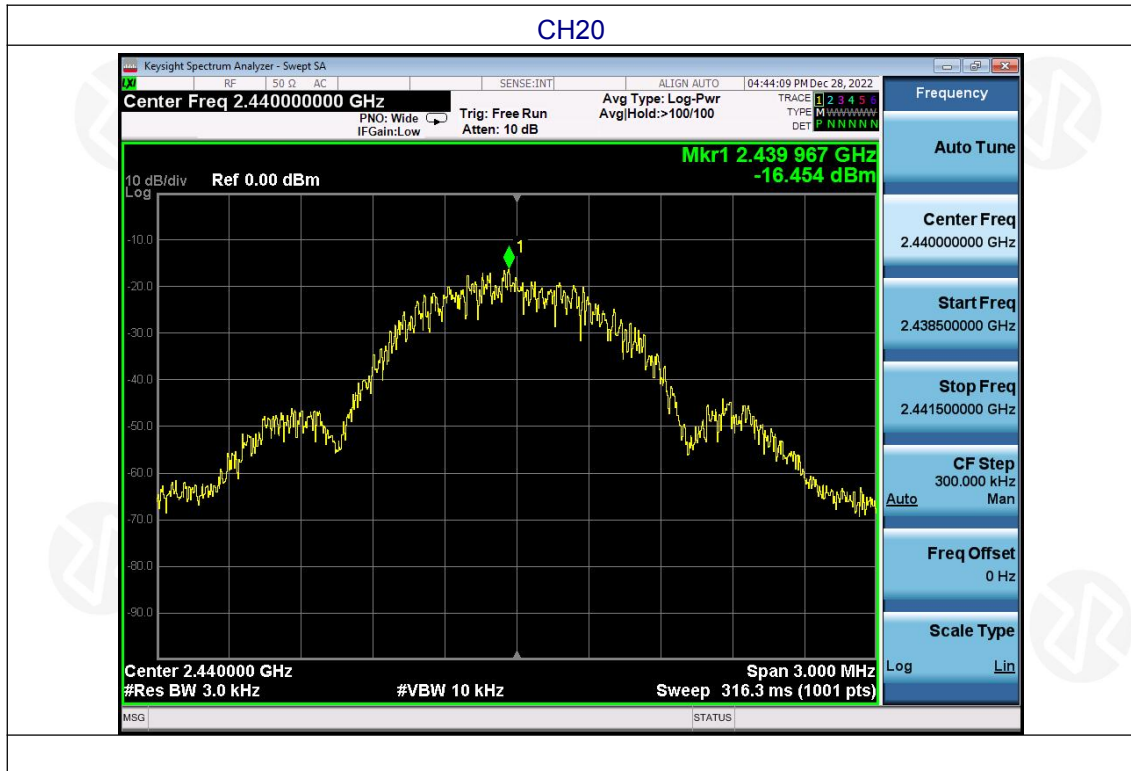 CH20
Keysight Spectrum Analyzer - Swept SA
LXI RF 50 Ω AC SENSE:INT ALIGN AUTO 04:44:09 PM Dec 28, 2022
Center Freq 2.440000000 GHz
PNO: Wide
IFGain:Low
Trig: Free Run
Atten: 10 dB
Avg Type: Log-Pwr
Avg|Hold:>100/100
TRACE 1 2 3 4 5 6
TYPE M WWWWW
DET P N N N N N
Mkr1 2.439 967 GHz
-16.454 dBm
10 dB/div Ref 0.00 dBm
Log
1
-10.0
-20.0
-30.0
-40.0
-50.0
-60.0
-70.0
-80.0
-90.0
Center 2.440000 GHz Span 3.000 MHz
#Res BW 3.0 kHz #VBW 10 kHz Sweep 316.3 ms (1001 pts)
MSG STATUS
Frequency
Auto Tune
Center Freq
2.440000000 GHz
Start Freq
2.438500000 GHz
Stop Freq
2.441500000 GHz
CF Step
300.000 kHz
Auto Man
Freq Offset
0 Hz
Scale Type
Log Lin